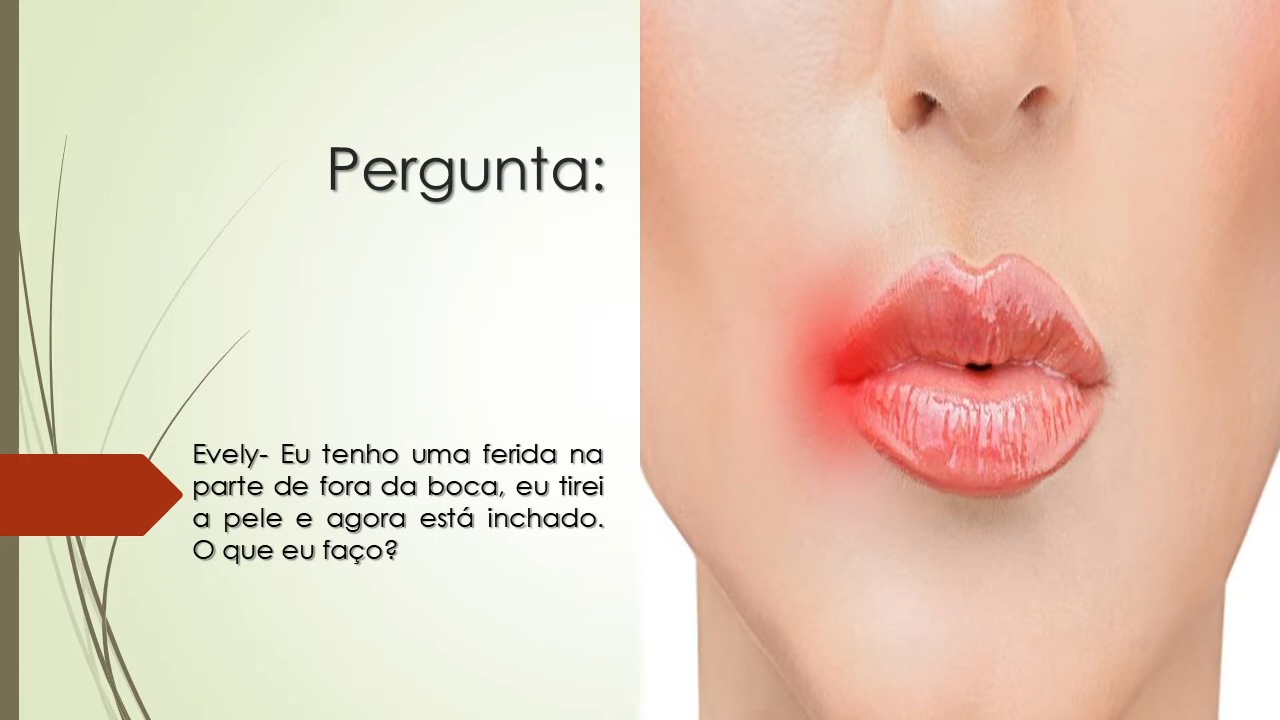 Pergunta:
Evely- Eu tenho uma ferida na
parte de fora da boca, eu tirei
a pele e agora está inchado.
O que eu faço?